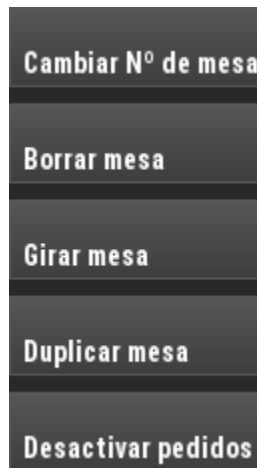 Cambiar Nº de mesa
Borrar mesa
Girar mesa
Duplicar mesa
Desactivar pedidos